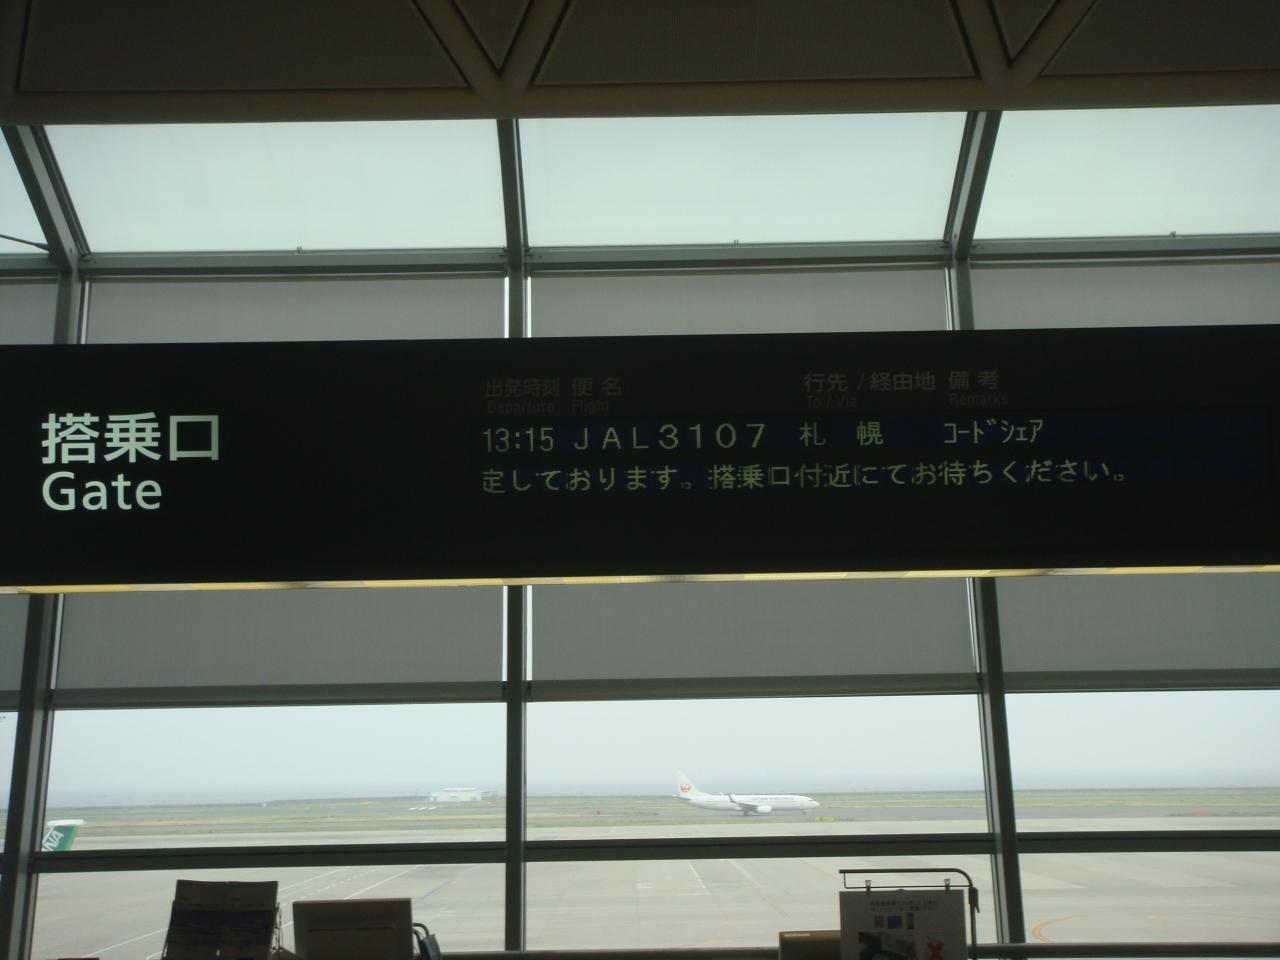 搭乗口
Gate
出発時刻 便名 行先/経由地 備考
Departure Flight To / Via Remarks
13:15 JAL3107 札幌 コードシェア
定しております。搭乗口付近にてお待ちください。